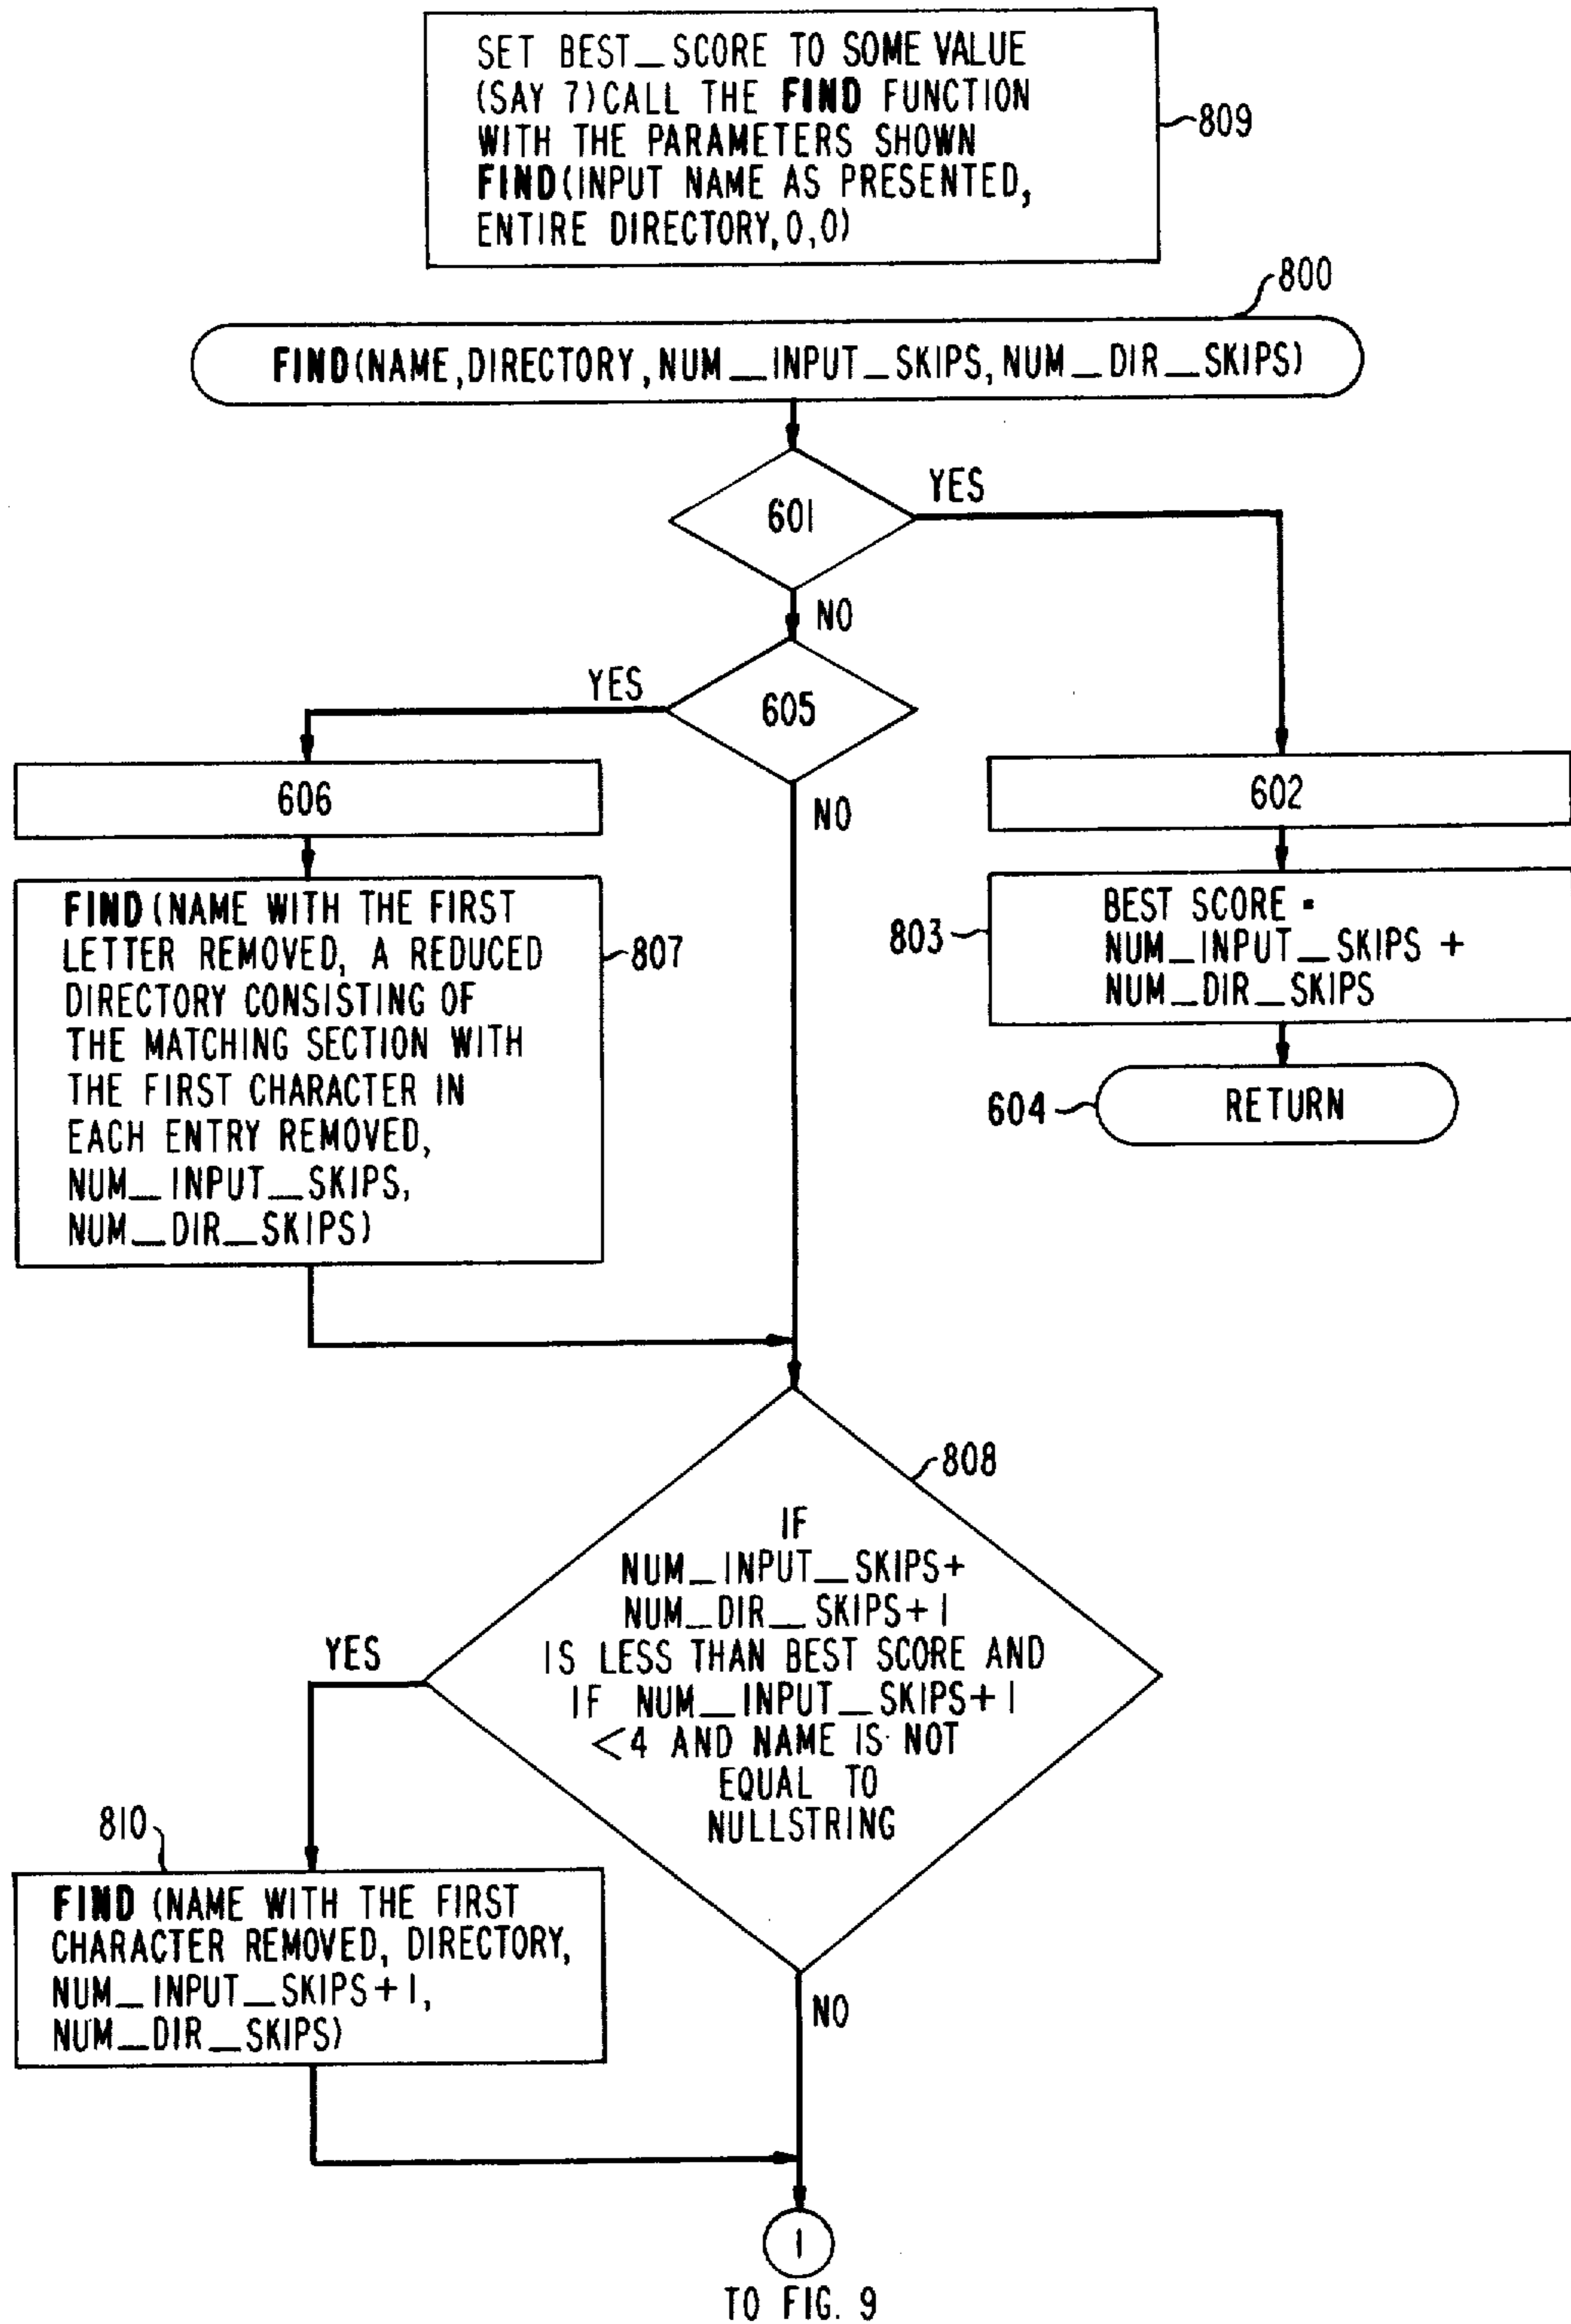 SET BEST_SCORE TO SOME VALUE
(SAY 7) CALL THE FIND FUNCTION
WITH THE PARAMETERS SHOWN
FIND(INPUT NAME AS PRESENTED,
ENTIRE DIRECTORY,0,0)
809
800
FIND(NAME,DIRECTORY,NUM_INPUT_SKIPS,NUM_DIR_SKIPS)
601
YES
NO
605
YES
NO
606
602
FIND (NAME WITH THE FIRST
LETTER REMOVED, A REDUCED
DIRECTORY CONSISTING OF
THE MATCHING SECTION WITH
THE FIRST CHARACTER IN
EACH ENTRY REMOVED,
NUM_INPUT_SKIPS,
NUM_DIR_SKIPS)
807
803
BEST SCORE =
NUM_INPUT_SKIPS +
NUM_DIR_SKIPS
604
RETURN
808
IF
NUM_INPUT_SKIPS+
NUM_DIR_SKIPS+1
IS LESS THAN BEST SCORE AND
IF NUM_INPUT_SKIPS+1
<4 AND NAME IS NOT
EQUAL TO
NULLSTRING
YES
NO
810
FIND (NAME WITH THE FIRST
CHARACTER REMOVED, DIRECTORY,
NUM_INPUT_SKIPS+1,
NUM_DIR_SKIPS)
1
TO FIG. 9